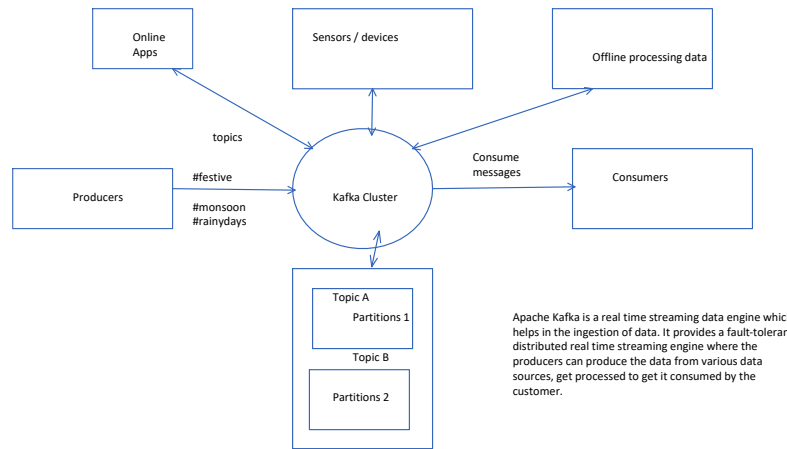 Online
Apps
Sensors / devices
Offline processing data
topics
Producers
#festive
#monsoon
#rainydays
Kafka Cluster
Consume
messages
Consumers
Topic A
Partitions 1
Topic B
Partitions 2
Apache Kafka is a real time streaming data engine whic
helps in the ingestion of data. It provides a fault-toleran
distributed real time streaming engine where the
producers can produce the data from various data
sources, get processed to get it consumed by the
customer.